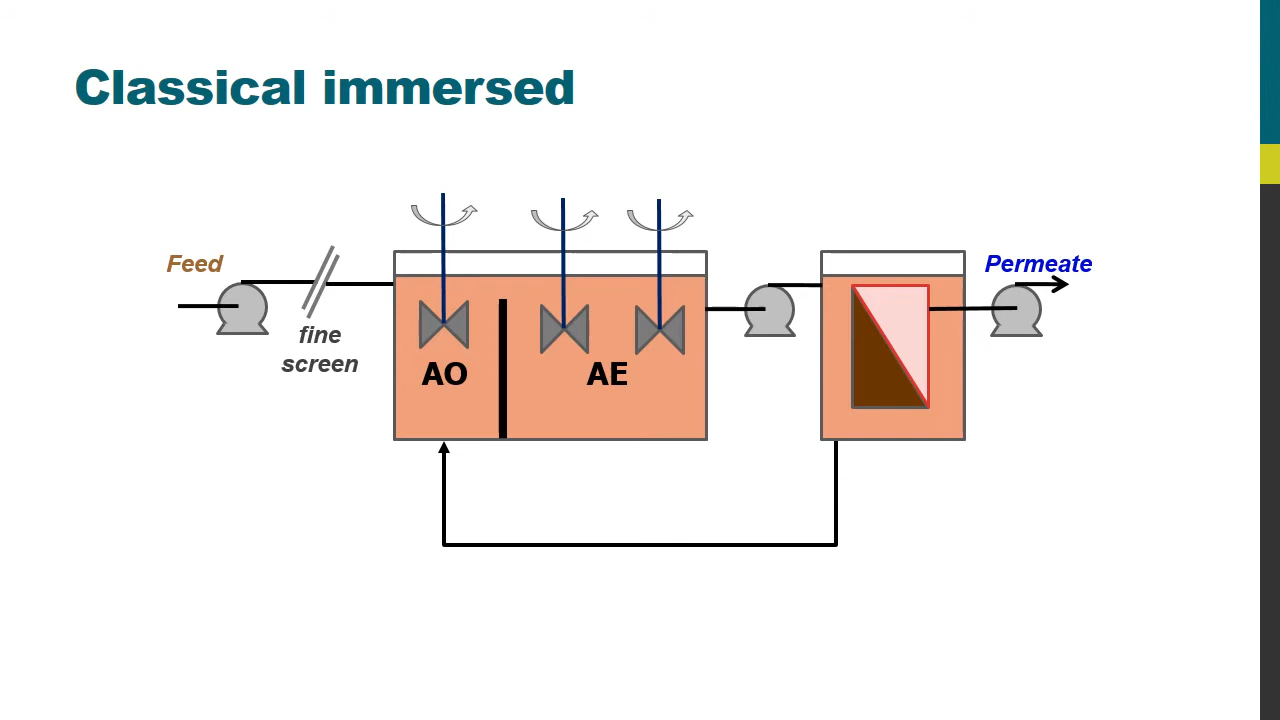 Classical immersed
Feed
fine
screen
AO
AE
Permeate